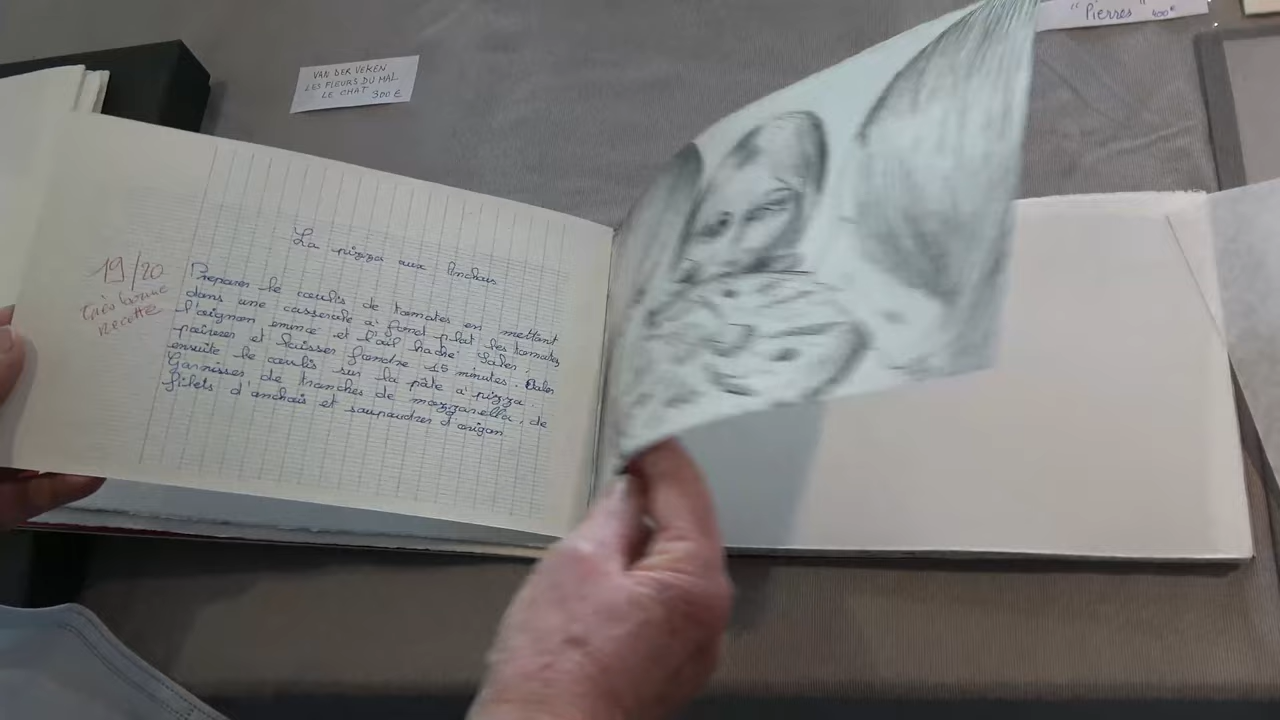 "Pierres" 400 €
VAN DER VEKEN
LES FLEURS DU MAL
LE CHAT 300 €
La pizza aux Anchois
19/20
très bonne
recette
Préparer le coulis de tomates en mettant
dans une casserole à fond plat les tomates
l'oignon émincé et l'ail haché. Saler,
poivrer et laisser fondre 15 minutes. Étaler
ensuite le coulis sur la pâte à pizza
Garnisses de tranches de mozzarella, de
filets d'anchois et saupoudrer d'origan